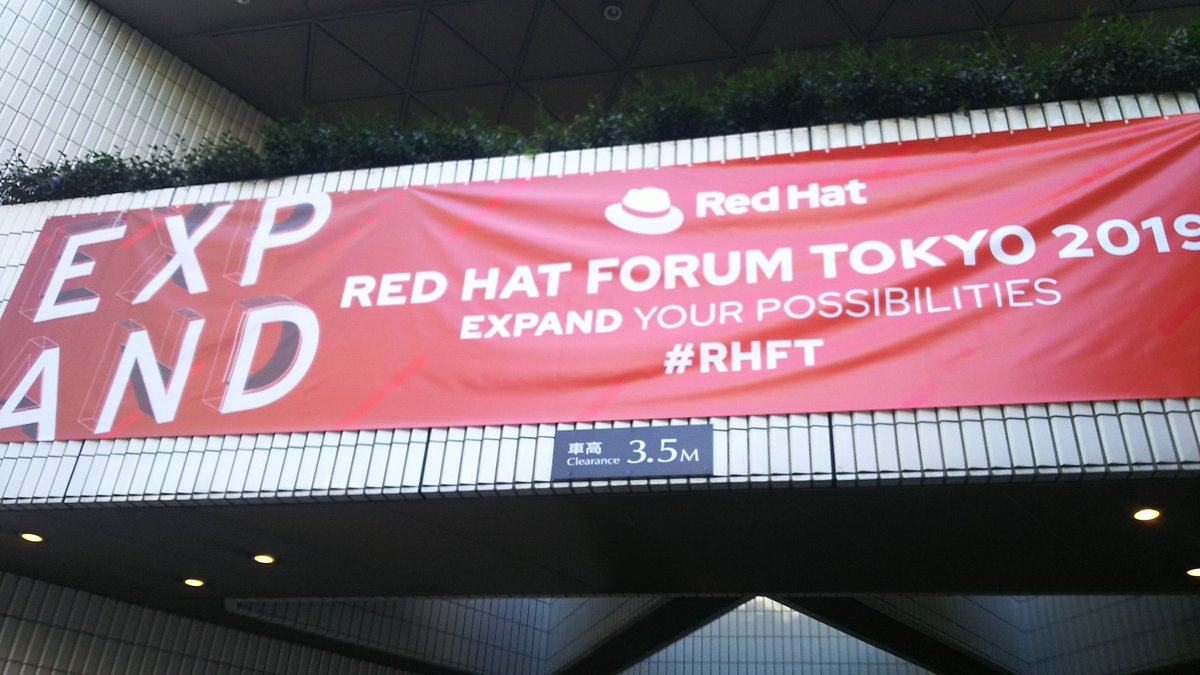 EXP
AND
Red Hat
RED HAT FORUM TOKYO 2019
EXPAND YOUR POSSIBILITIES
#RHFT
車高
Clearance 3.5M